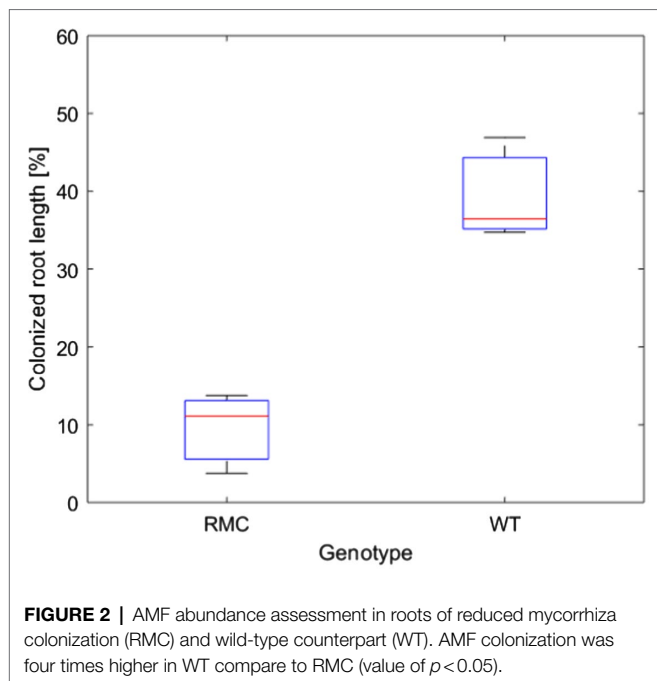 60
50
40
30
20
10
0
Colonized root length [%]
RMC WT
Genotype
FIGURE 2 | AMF abundance assessment in roots of reduced mycorrhiza
colonization (RMC) and wild-type counterpart (WT). AMF colonization was
four times higher in WT compare to RMC (value of p < 0.05).